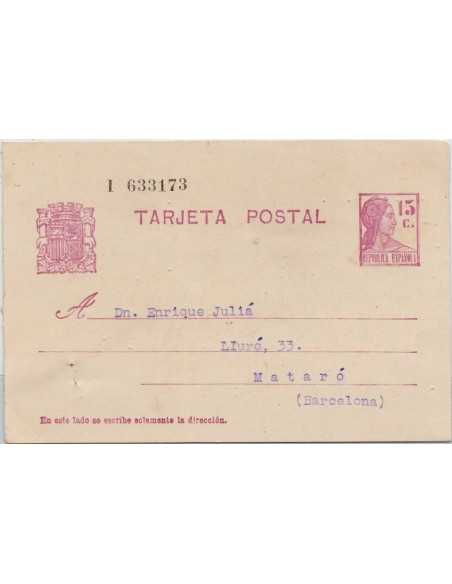 I 633173
TARJETA POSTAL
15 C.
REPUBLICA ESPAÑOLA
A Dn. Enrique Juliá
Lluró, 33.
Mataró
(Barcelona)
En este lado se escribe solamente la dirección.